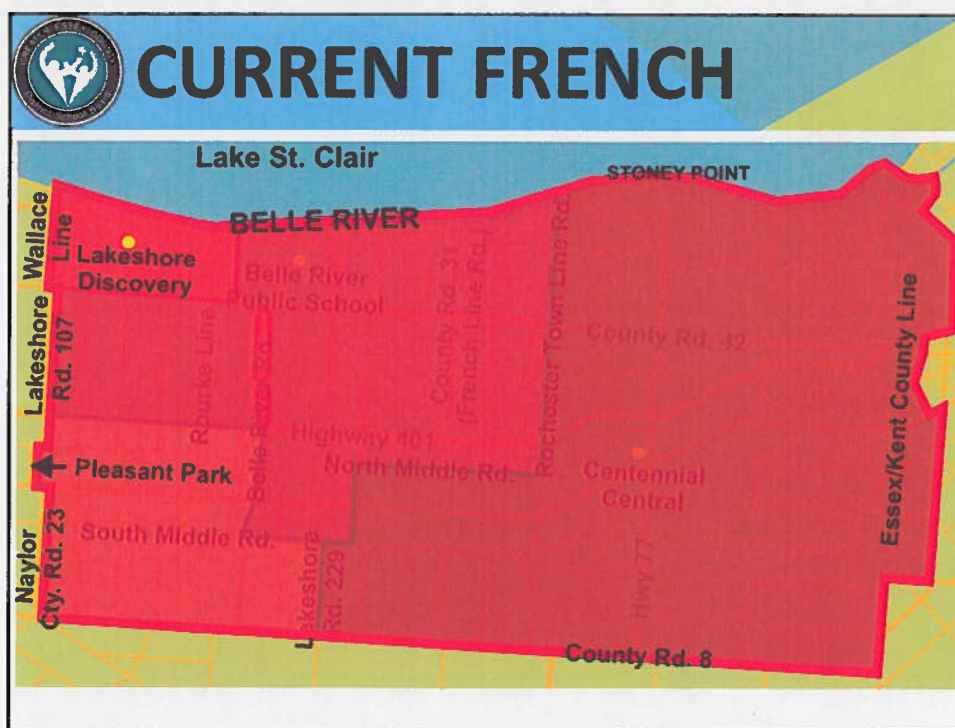 CURRENT FRENCH
Lake St. Clair
STONEY POINT
BELLE RIVER
Lakeshore Wallace
Line
Rd. 107
Lakeshore
Discovery
Belle River
Public School
Rourke Line
Belle River Rd.
County Rd. 31
(French Line Rd.)
Rochester Town Line Rd.
County Rd. 42
Essex/Kent County Line
Highway 401
North Middle Rd.
Pleasant Park
Centennial
Central
Naylor
Cty. Rd. 23
South Middle Rd.
Lakeshore
Rd. 229
Hwy 77
County Rd. 8